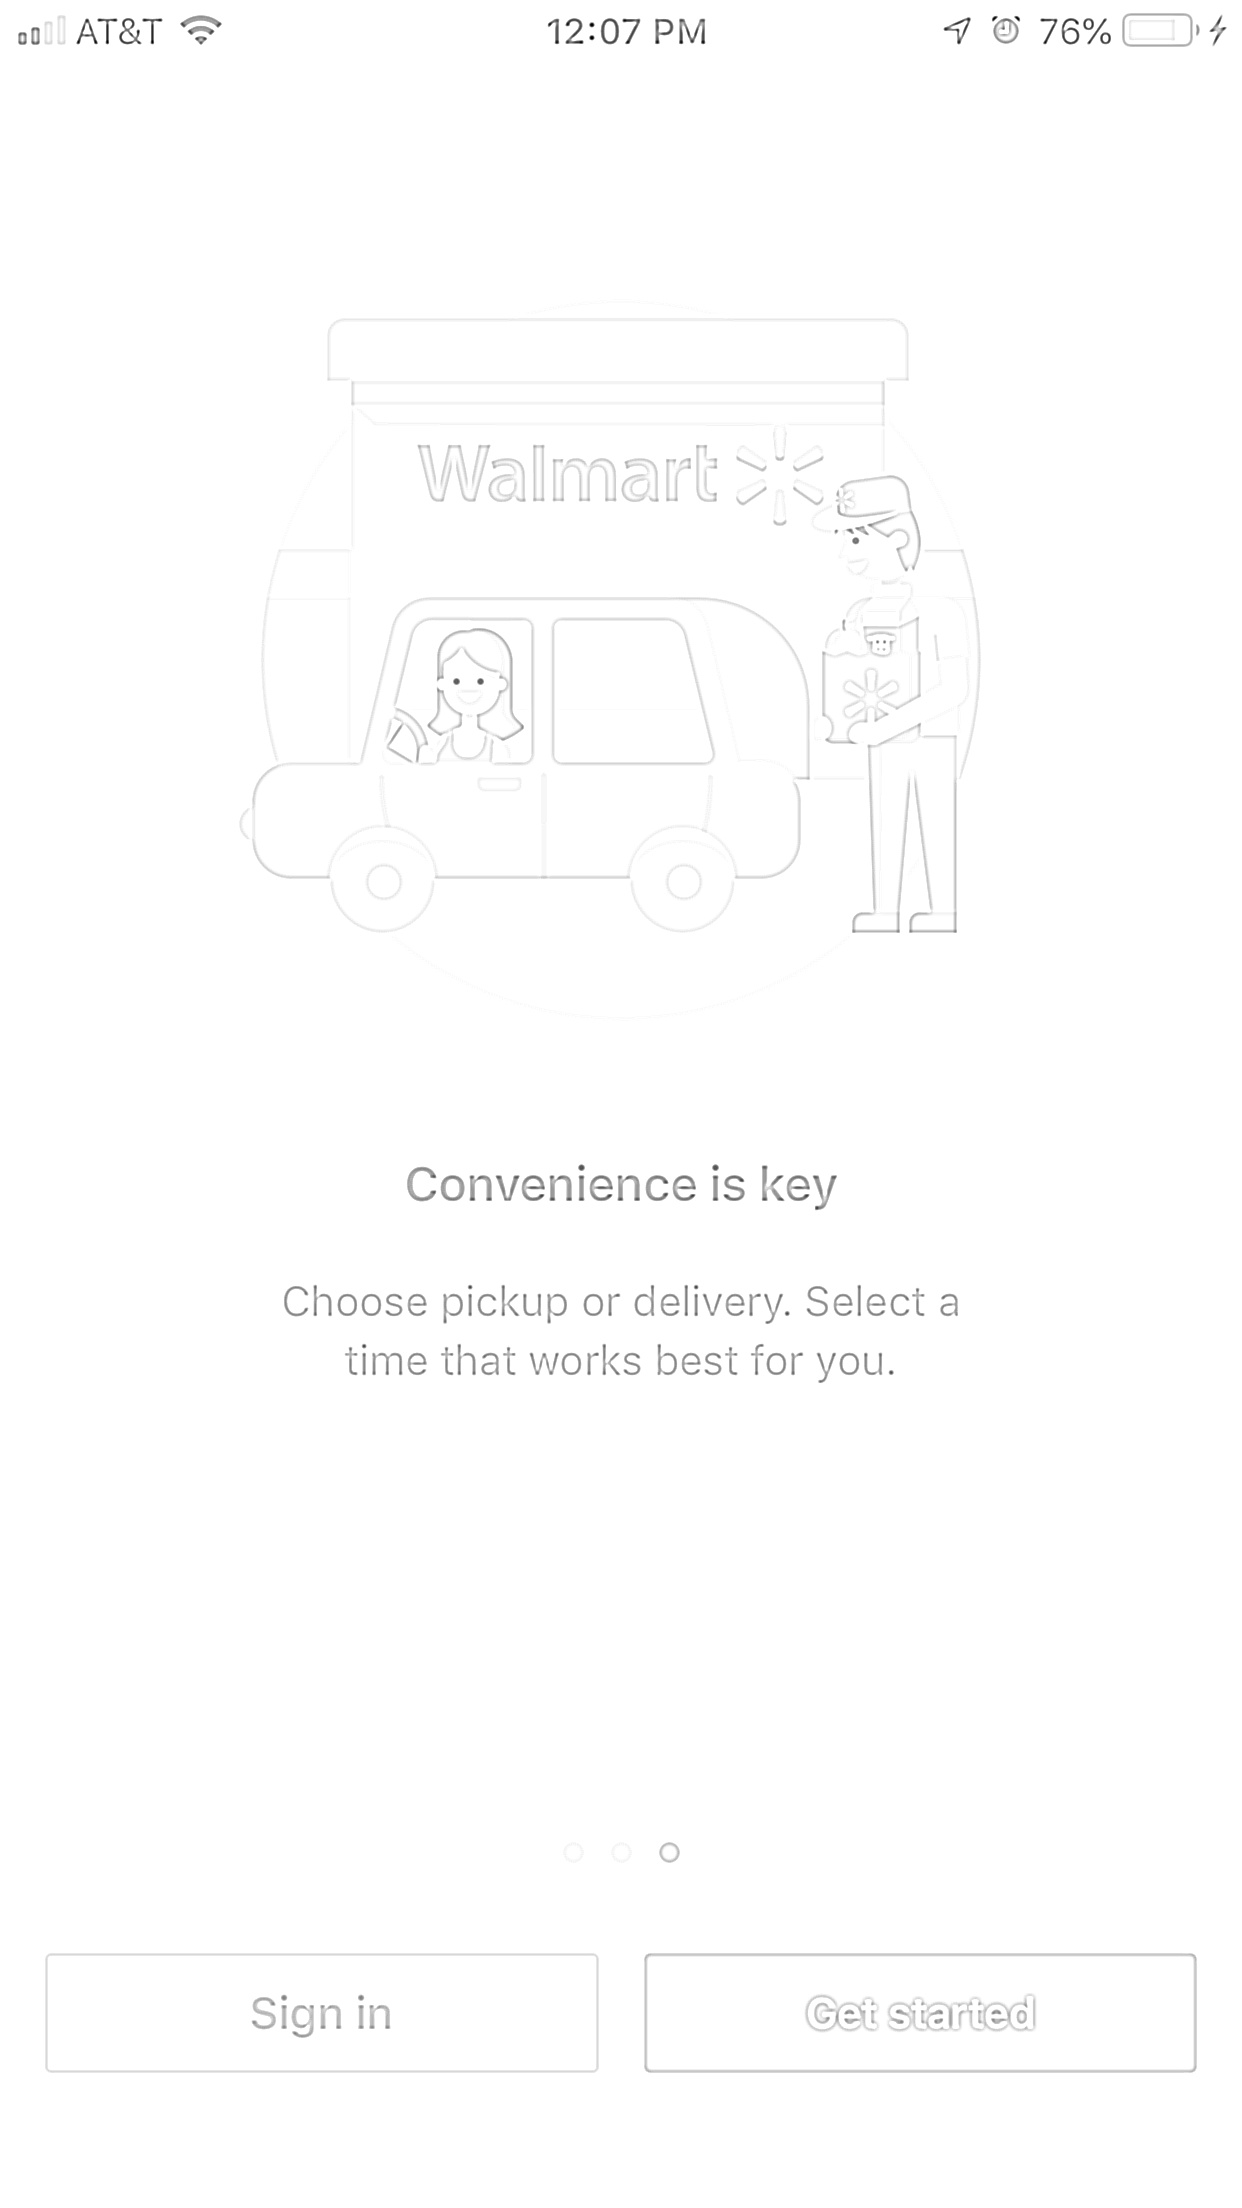 AT&T 12:07 PM 76%
Walmart
Convenience is key
Choose pickup or delivery. Select a
time that works best for you.
Sign in Get started